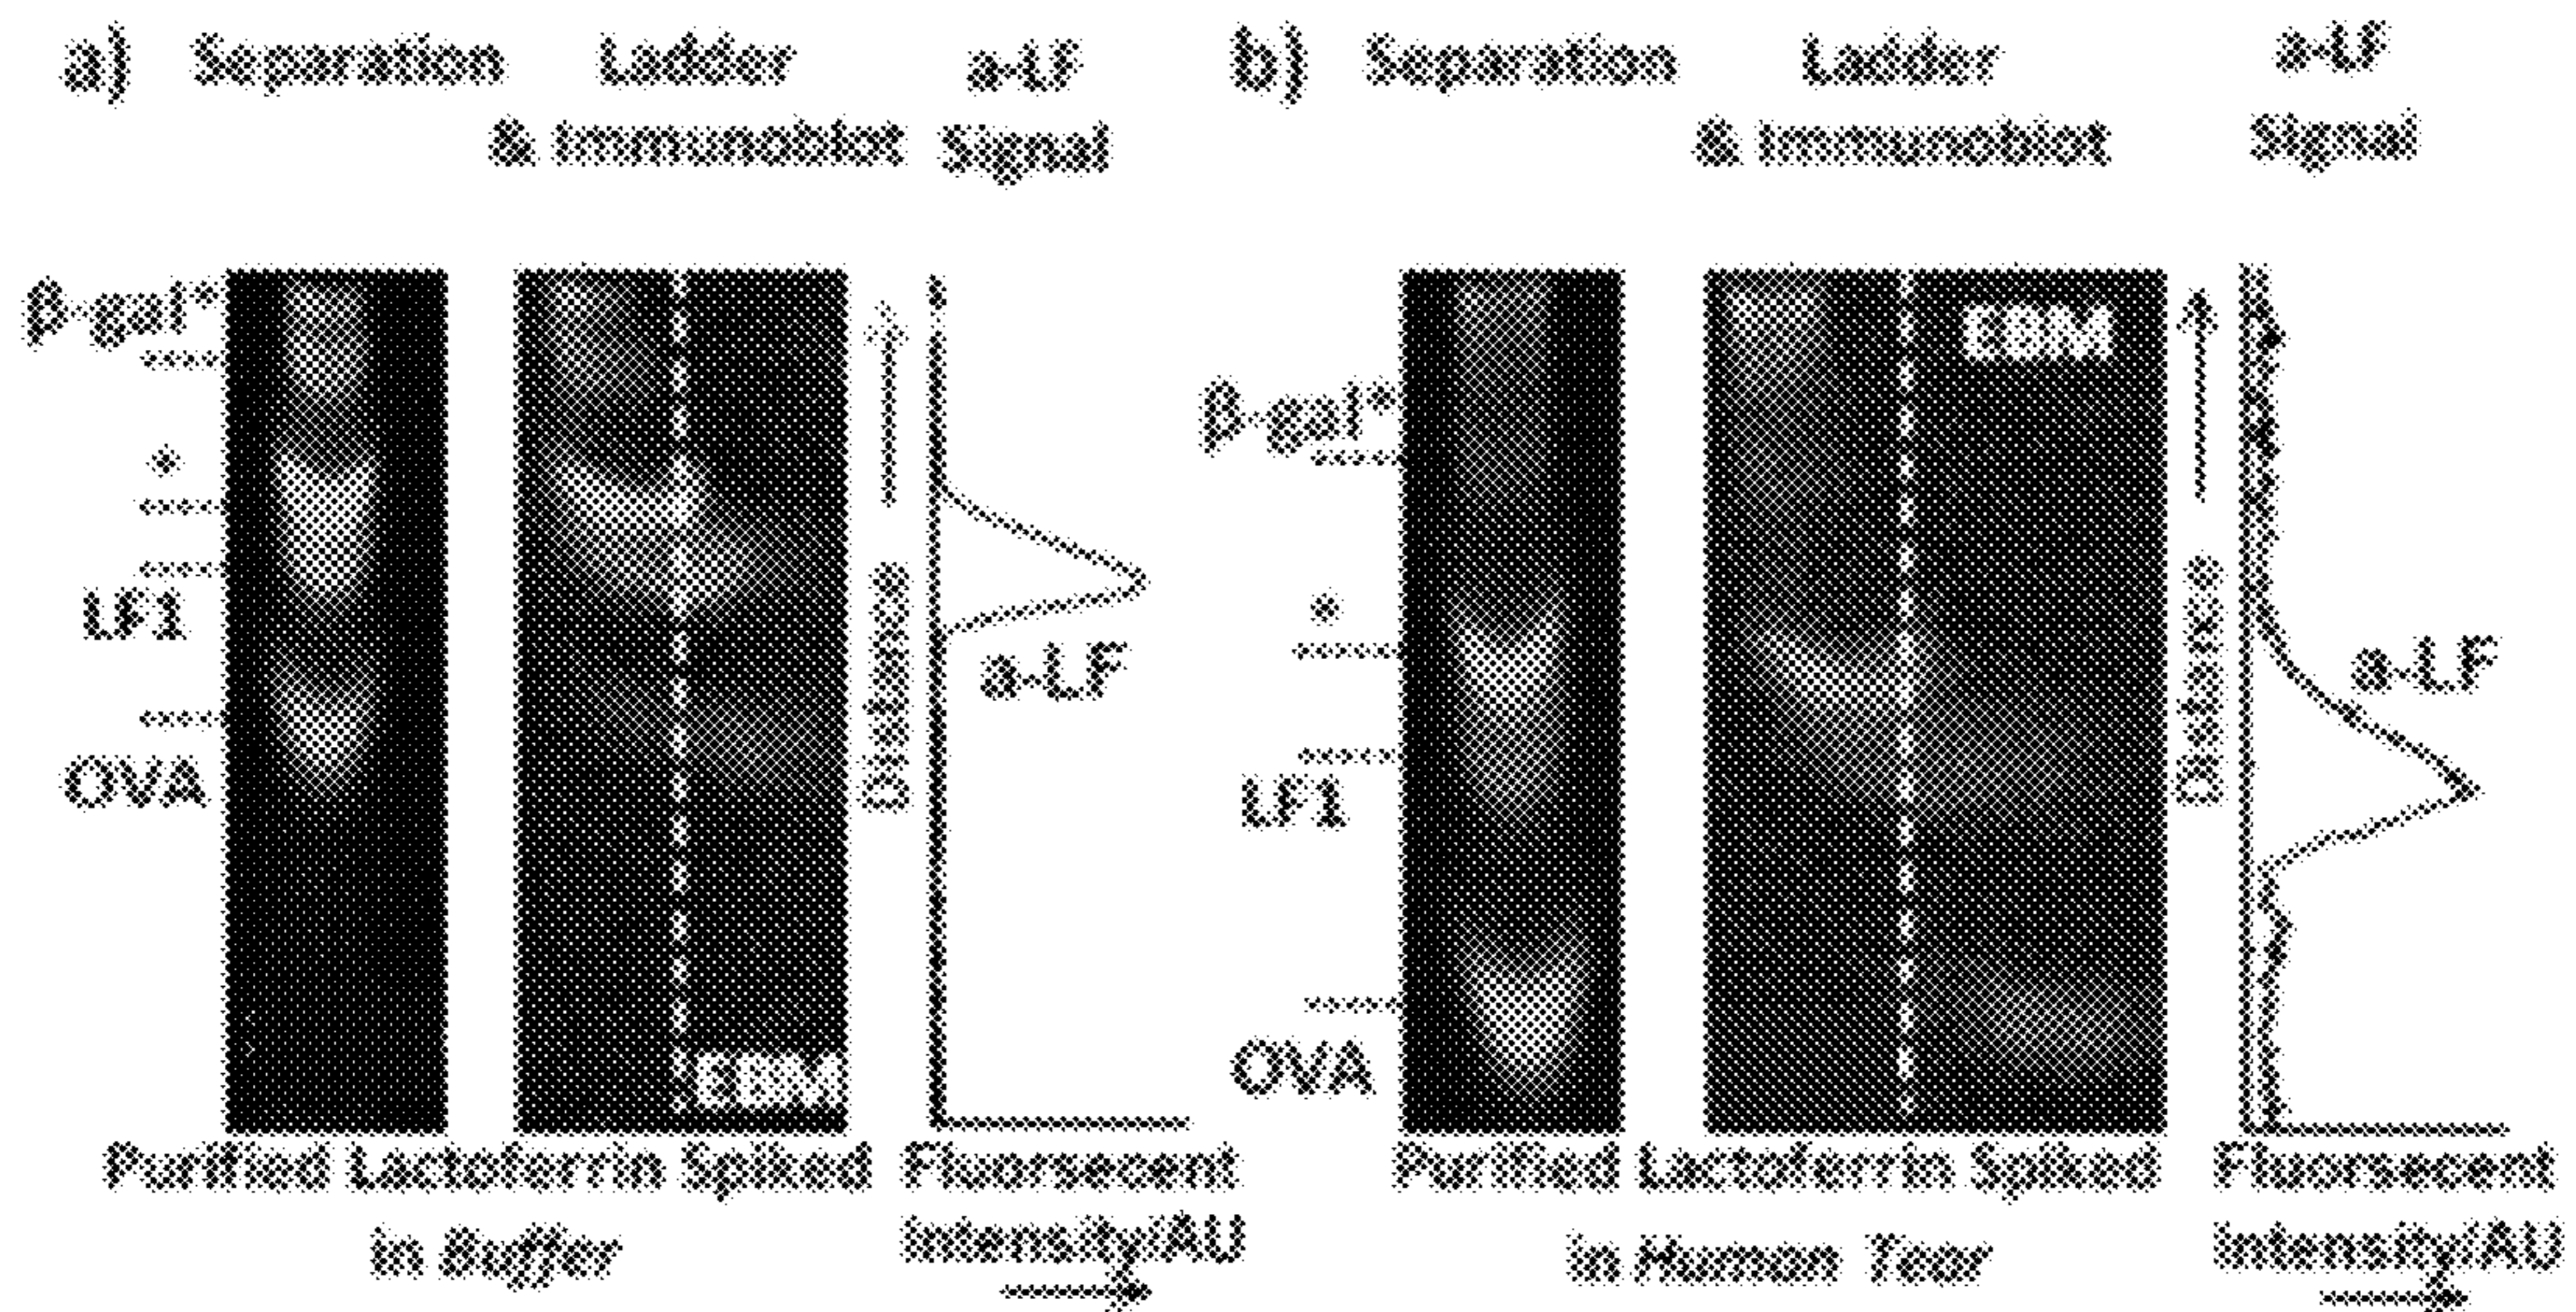 a) Separation Ladder a-LF
& Immunoblot Signal
β-gal*
*
LF1
OVA
Distance
a-LF
Purified Lactoferrin Spiked Fluorsecent
in Buffer Intensity/AU
b) Separation Ladder a-LF
& Immunoblot Signal
β-gal*
*
LF1
OVA
Distance
a-LF
Purified Lactoferrin Spiked Fluorsecent
in Human Tear Intensity/AU